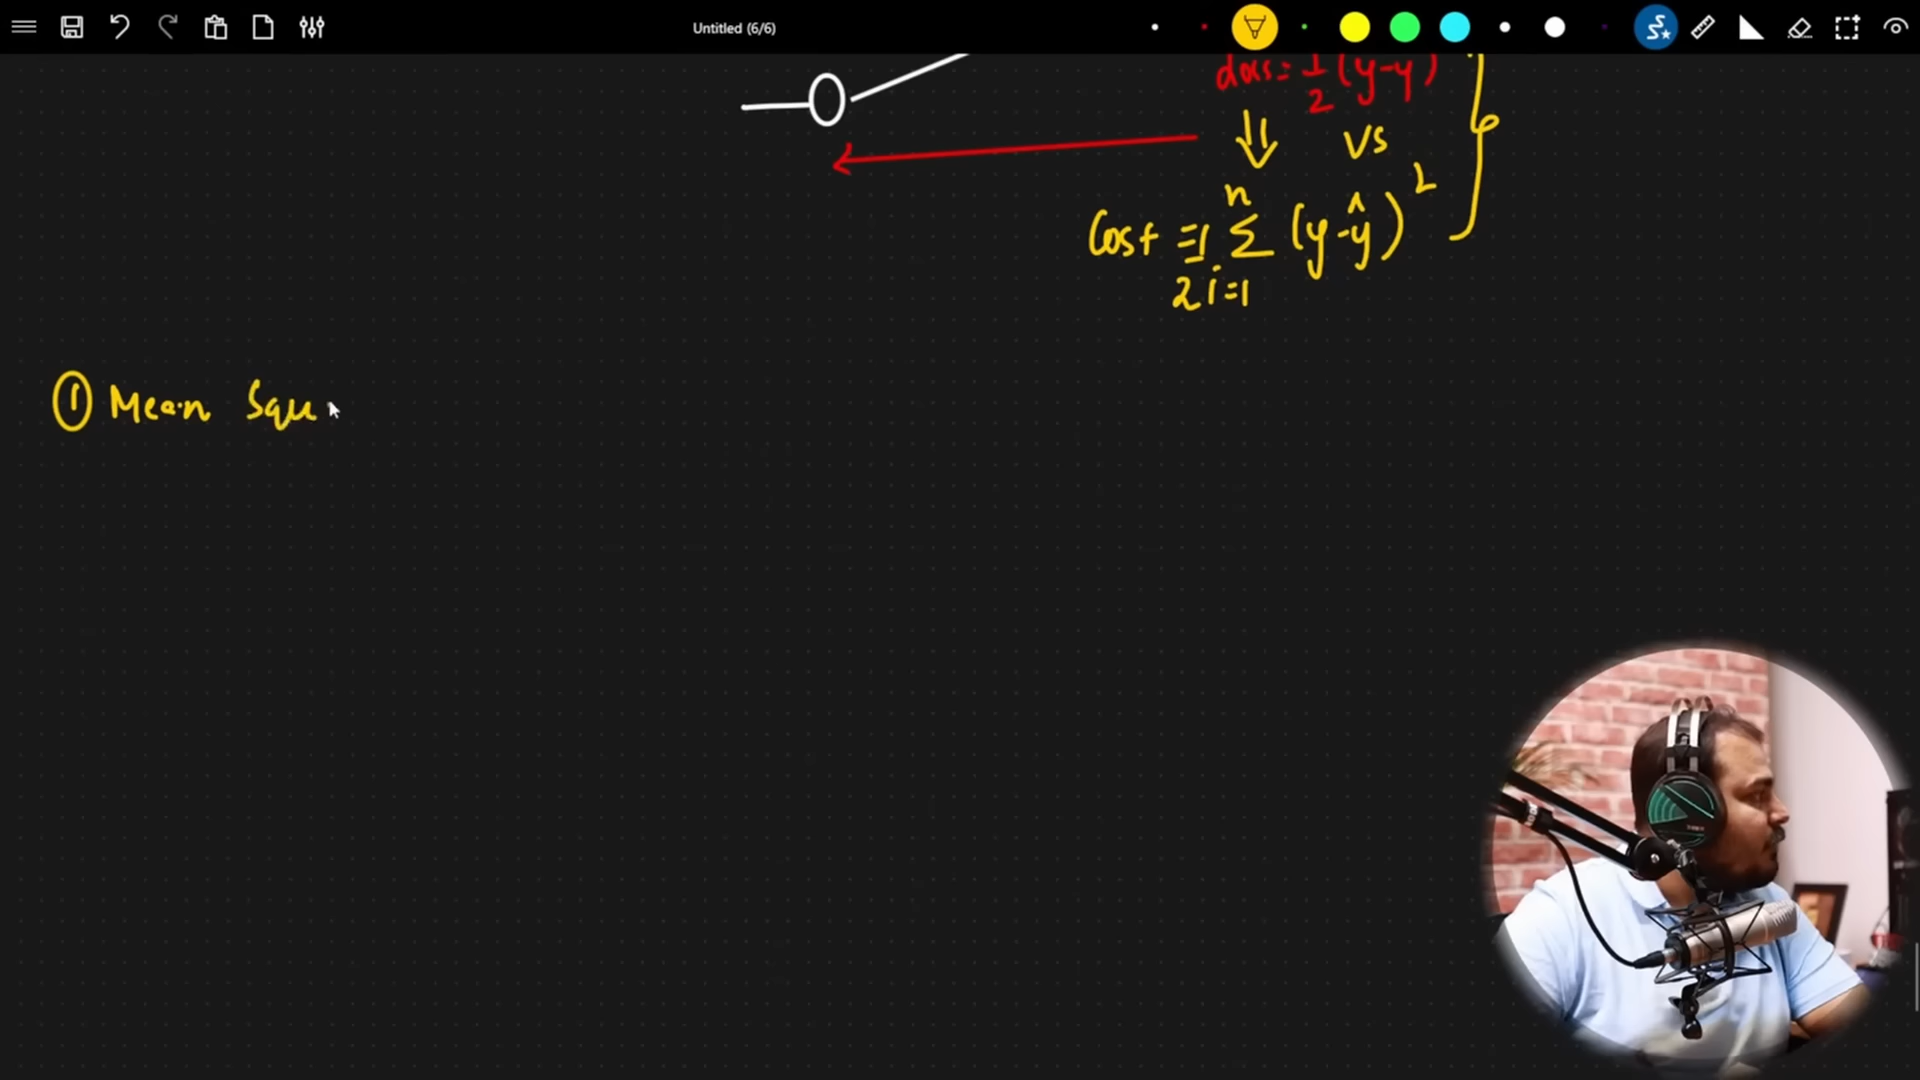 Untitled (6/6)
loss = 1/2 (y-y)
vs
n
Cost = 1/2 Σ (y-ŷ)²
i=1
① Mean Squ